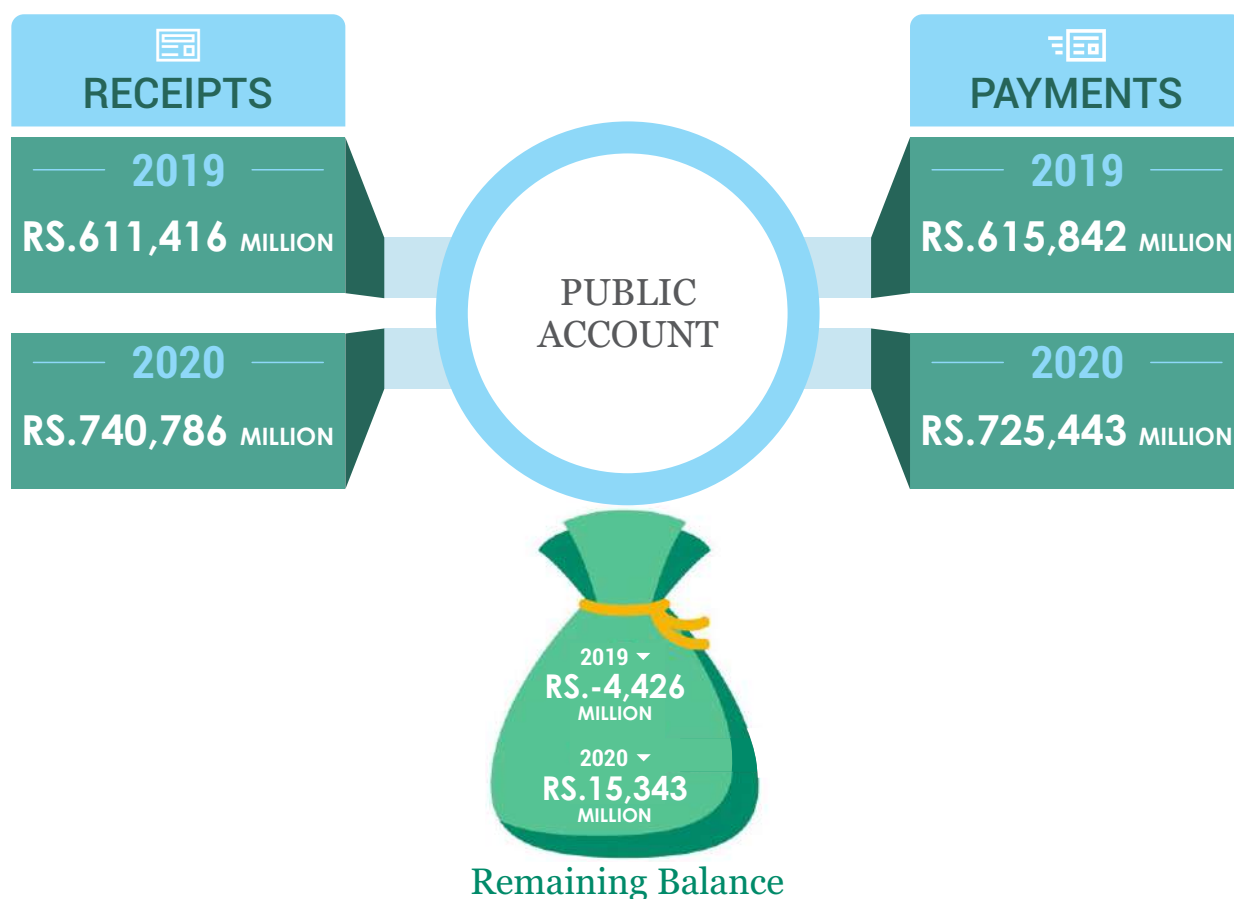 RECEIPTS
2019
RS.611,416 MILLION
2020
RS.740,786 MILLION
PUBLIC
ACCOUNT
PAYMENTS
2019
RS.615,842 MILLION
2020
RS.725,443 MILLION
2019
RS.-4,426
MILLION
2020
RS.15,343
MILLION
Remaining Balance